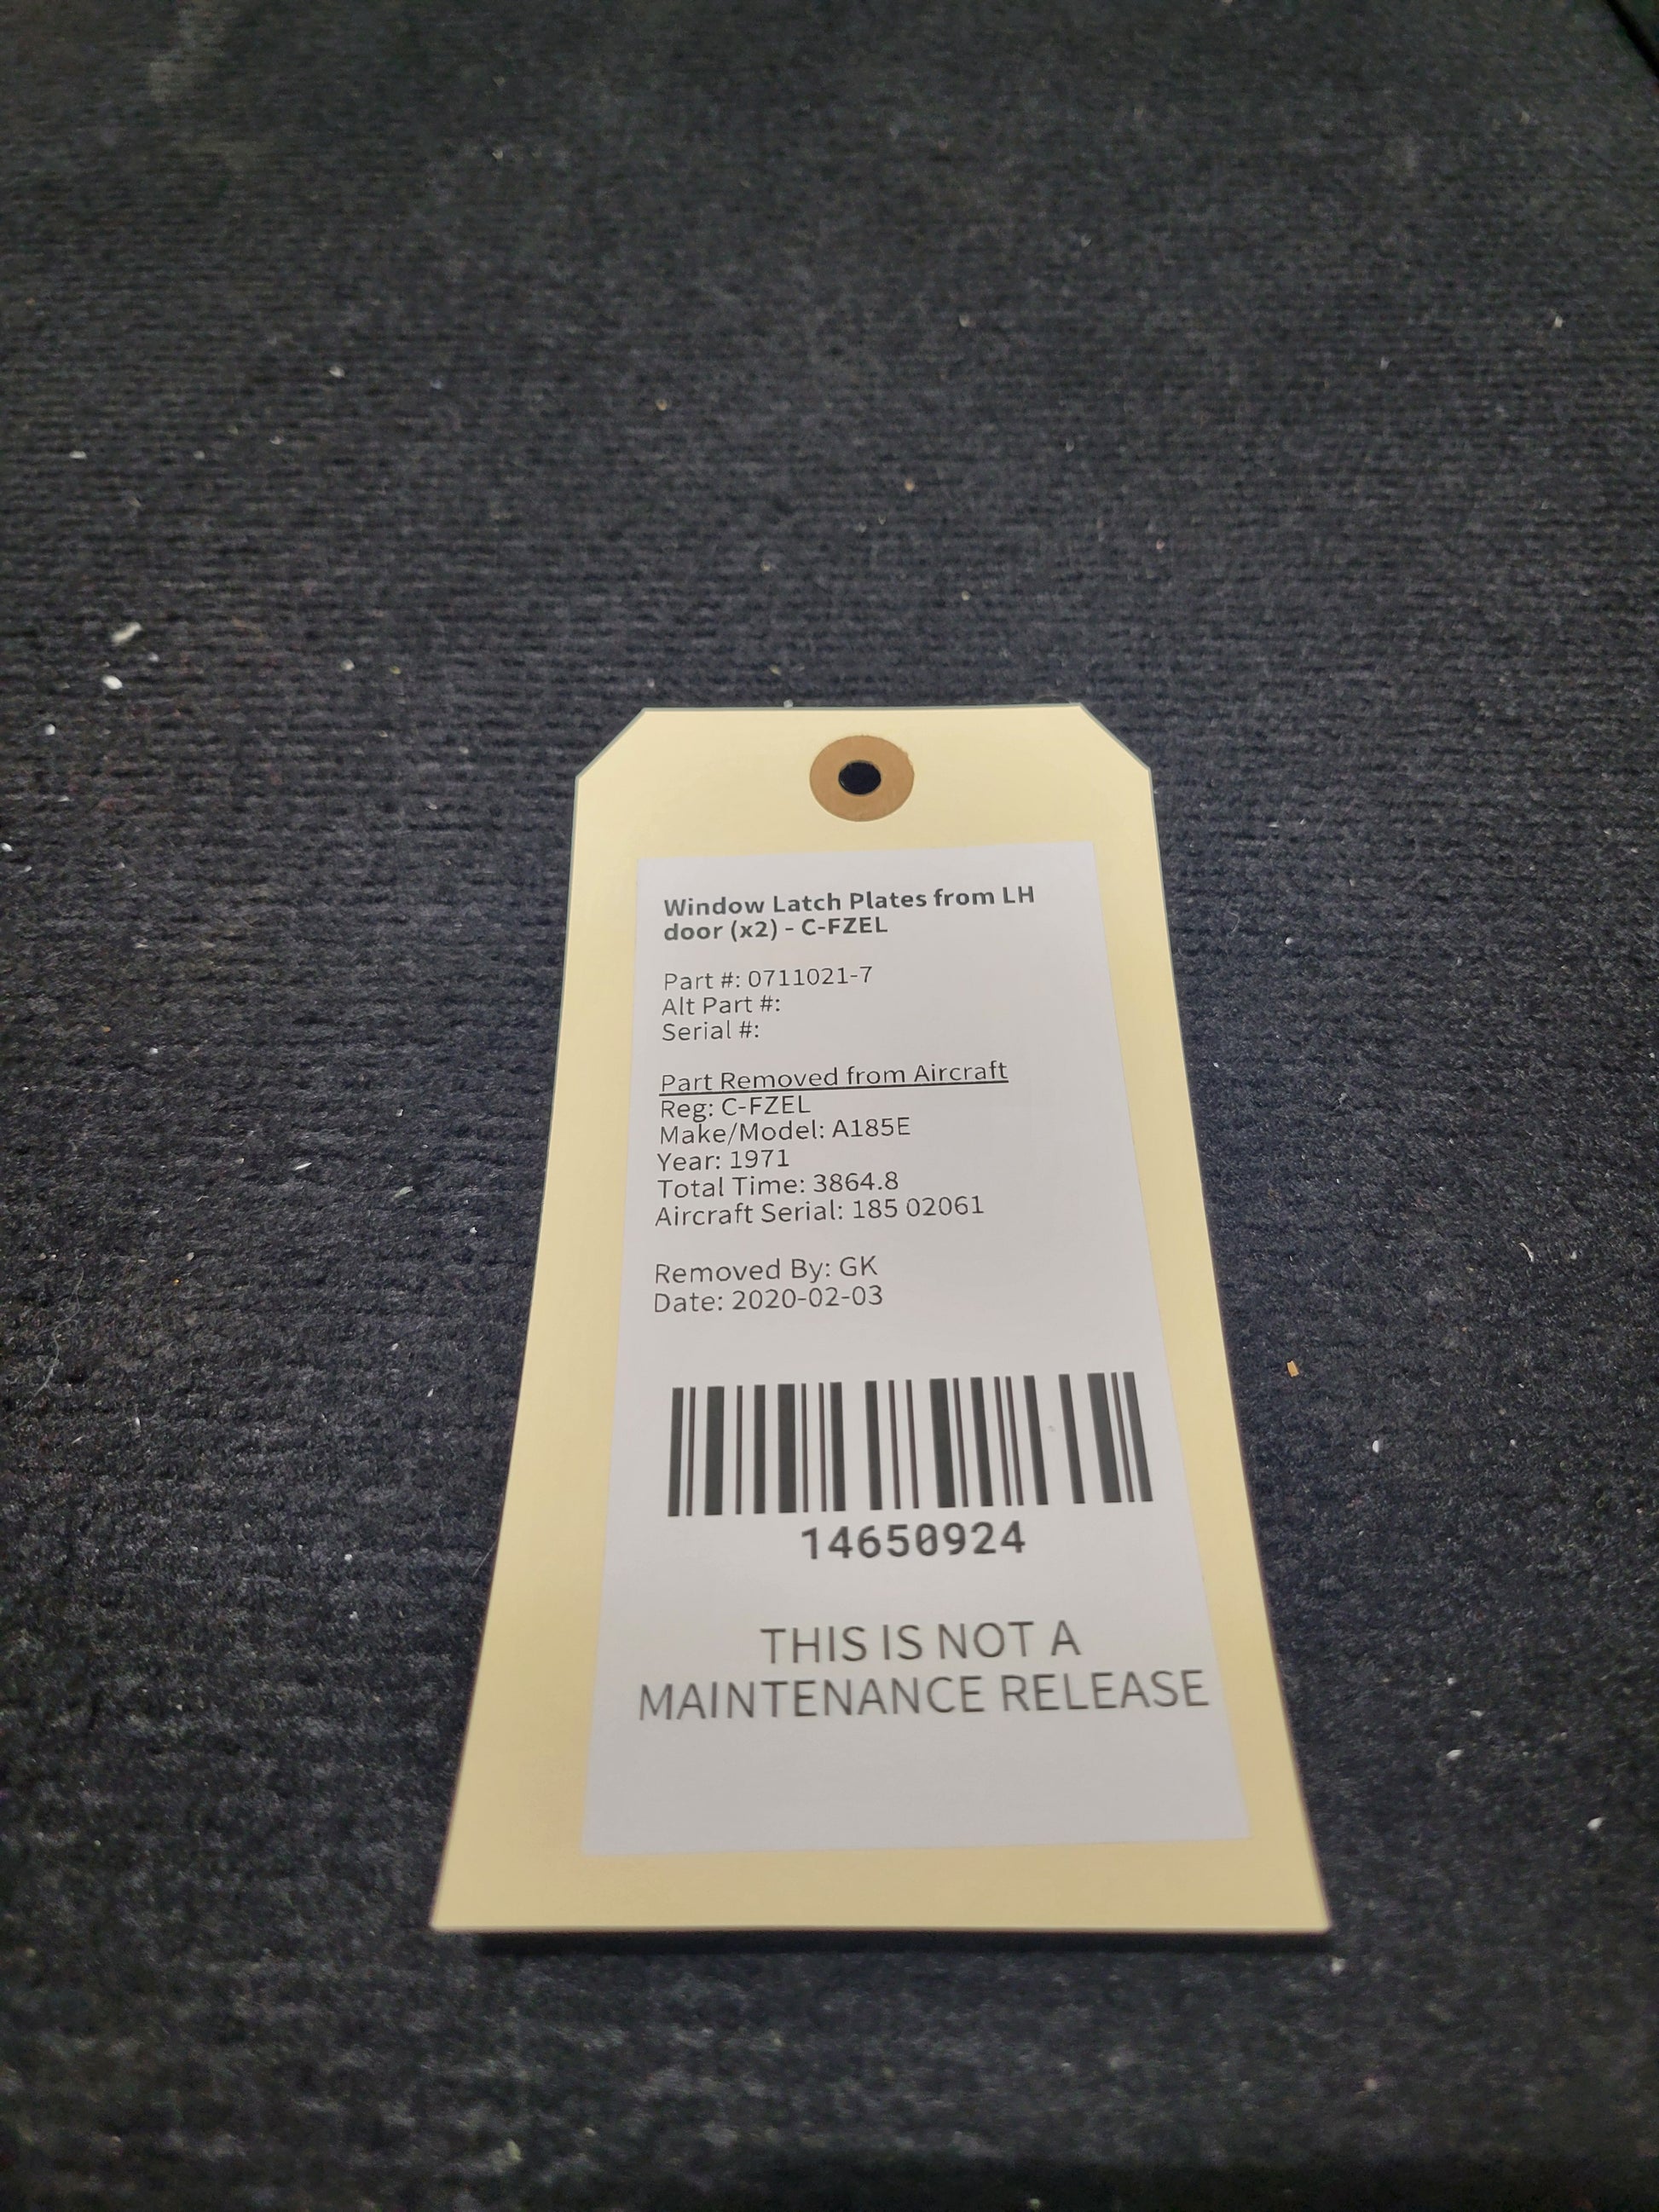 Window Latch Plates from LH
door (x2) - C-FZEL
Part #: 0711021-7
Alt Part #:
Serial #:
Part Removed from Aircraft
Reg: C-FZEL
Make/Model: A185E
Year: 1971
Total Time: 3864.8
Aircraft Serial: 185 02061
Removed By: GK
Date: 2020-02-03
14650924
THIS IS NOT A
MAINTENANCE RELEASE